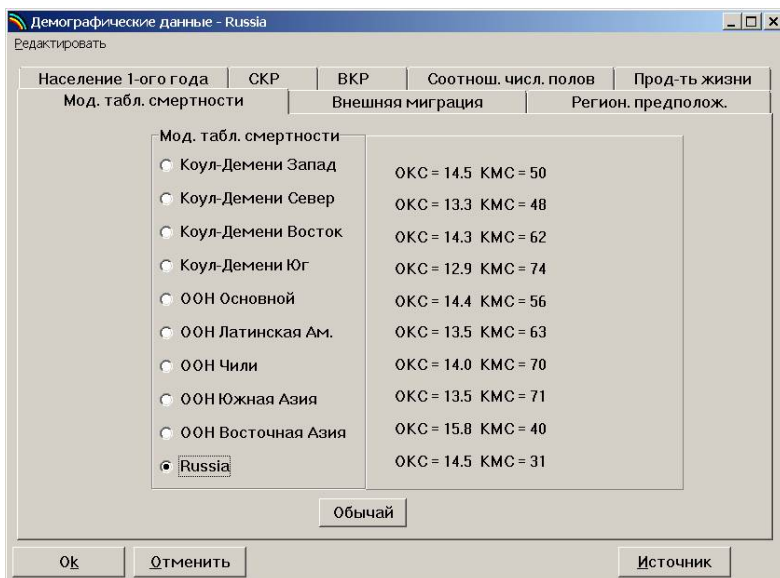 Демографические данные - Russia
Редактировать
Население 1-ого года СКР ВКР Соотнош. числ. полов Прод-ть жизни
Мод. табл. смертности Внешняя миграция Регион. предполож.
Мод. табл. смертности
Коул-Демени Запад ОКС = 14.5 КМС = 50
Коул-Демени Север ОКС = 13.3 КМС = 48
Коул-Демени Восток ОКС = 14.3 КМС = 62
Коул-Демени Юг ОКС = 12.9 КМС = 74
ООН Основной ОКС = 14.4 КМС = 56
ООН Латинская Ам. ОКС = 13.5 КМС = 63
ООН Чили ОКС = 14.0 КМС = 70
ООН Южная Азия ОКС = 13.5 КМС = 71
ООН Восточная Азия ОКС = 15.8 КМС = 40
Russia ОКС = 14.5 КМС = 31
Обычай
Ok Отменить Источник